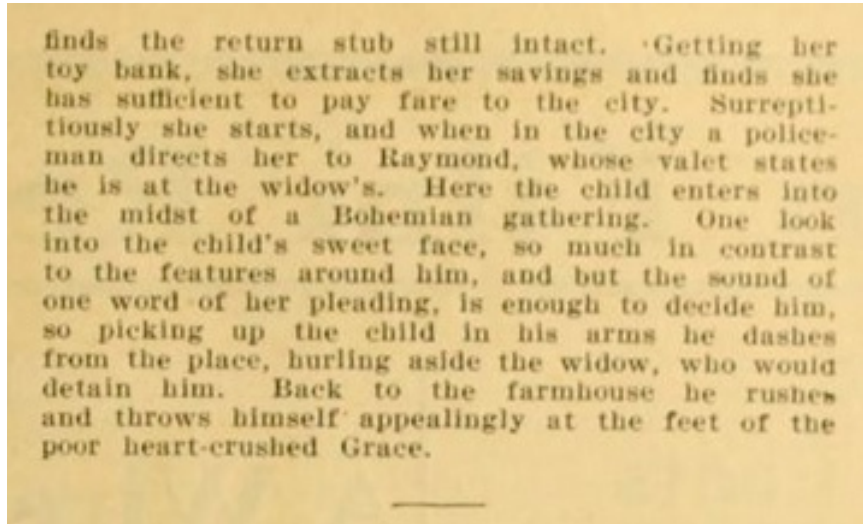 finds the return stub still intact. Getting her
toy bank, she extracts her savings and finds she
has sufficient to pay fare to the city. Surrepti-
tiously she starts, and when in the city a police-
man directs her to Raymond, whose valet states
he is at the widow's. Here the child enters into
the midst of a Bohemian gathering. One look
into the child's sweet face, so much in contrast
to the features around him, and but the sound of
one word of her pleading, is enough to decide him,
so picking up the child in his arms he dashes
from the place, hurling aside the widow, who would
detain him. Back to the farmhouse he rushes
and throws himself appealingly at the feet of the
poor heart-crushed Grace.